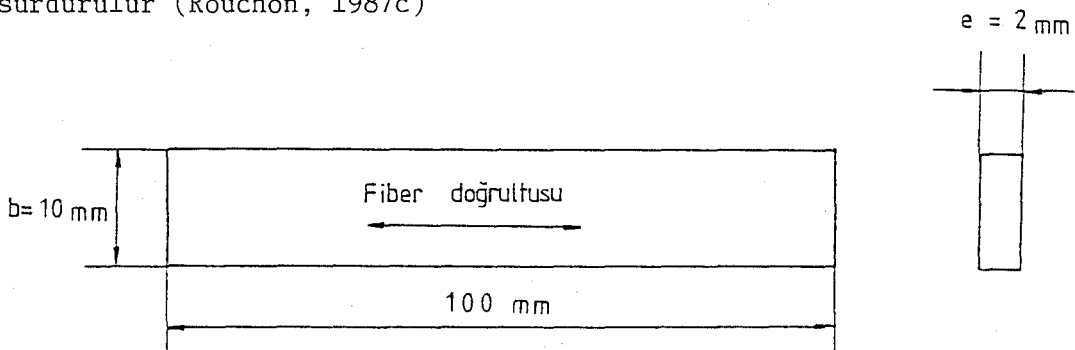 sürdürülür (Rouchon, 1987c)
e = 2 mm
b= 10 mm
Fiber doğrultusu
100 mm